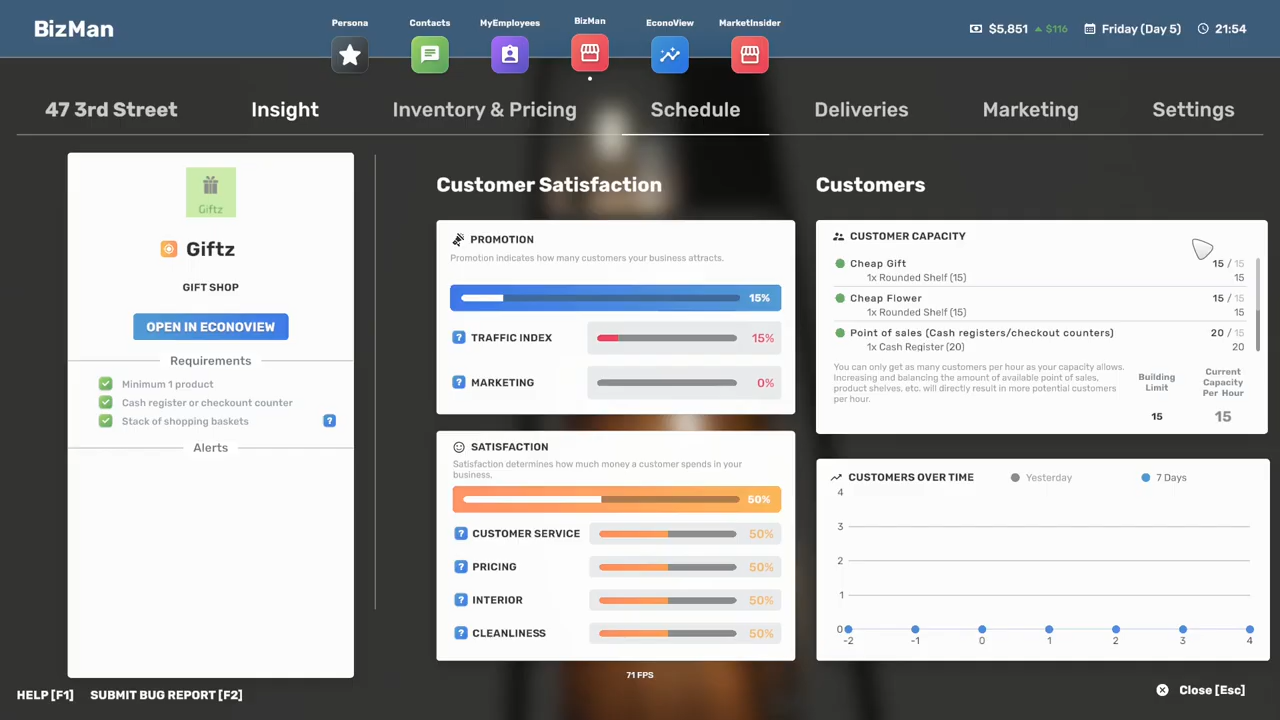 BizMan
Persona
Contacts
MyEmployees
BizMan
EconoView
MarketInsider
$5,851 ▲ $116
Friday (Day 5)
21:54
47 3rd Street
Insight
Inventory & Pricing
Schedule
Deliveries
Marketing
Settings
Giftz
Giftz
GIFT SHOP
OPEN IN ECONOVIEW
Requirements
Minimum 1 product
Cash register or checkount counter
Stack of shopping baskets
?
Alerts
Customer Satisfaction
PROMOTION
Promotion indicates how many customers your business attracts.
15%
? TRAFFIC INDEX 15%
? MARKETING 0%
SATISFACTION
Satisfaction determines how much money a customer spends in your
business.
50%
? CUSTOMER SERVICE 50%
? PRICING 50%
? INTERIOR 50%
? CLEANLINESS 50%
Customers
CUSTOMER CAPACITY
Cheap Gift 15 / 15
1x Rounded Shelf (15) 15
Cheap Flower 15 / 15
1x Rounded Shelf (15) 15
Point of sales (Cash registers/checkout counters) 20 / 15
1x Cash Register (20) 20
You can only get as many customers per hour as your capacity allows.
Increasing and balancing the amount of available point of sales,
product shelves, etc. will directly result in more potential customers
per hour.
Building
Limit
15
Current
Capacity
Per Hour
15
CUSTOMERS OVER TIME
Yesterday
7 Days
4
3
2
1
0
-2 -1 0 1 2 3 4
71 FPS
HELP [F1]
SUBMIT BUG REPORT [F2]
Close [Esc]